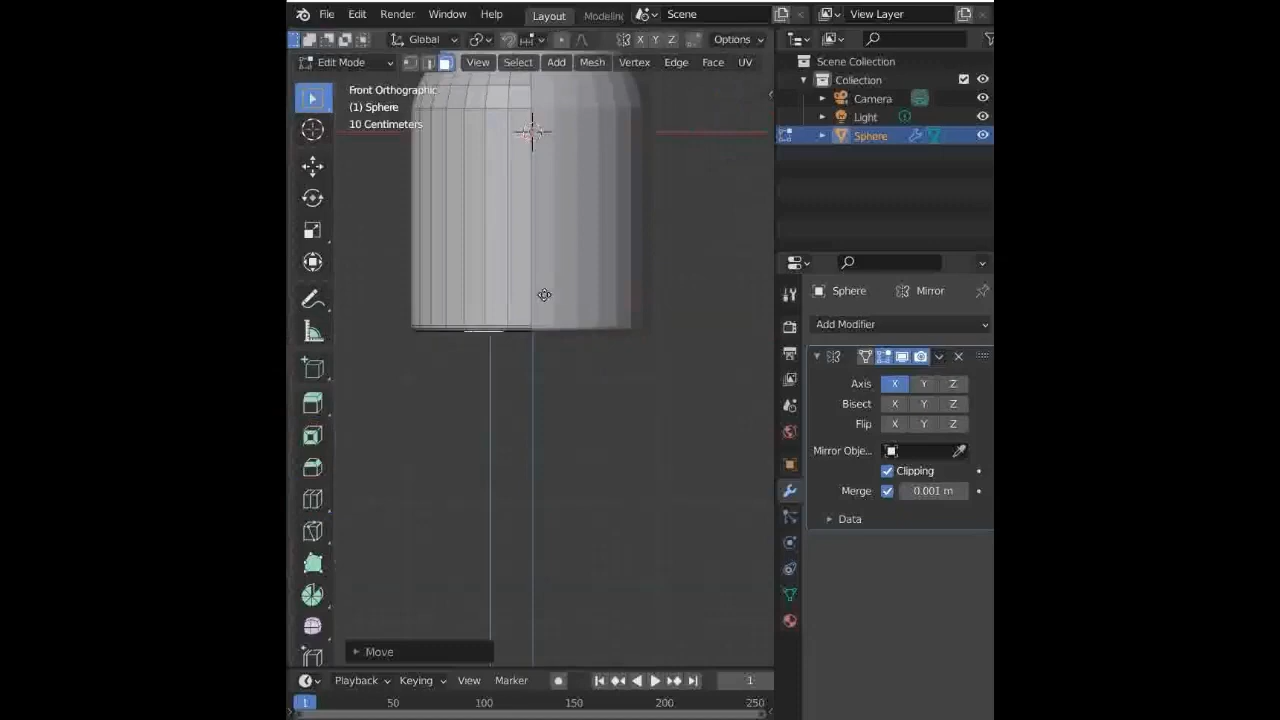 File Edit Render Window Help Layout Modeling Scene View Layer
Global X Y Z Options
Edit Mode View Select Add Mesh Vertex Edge Face UV
Front Orthographic
(1) Sphere
10 Centimeters
Scene Collection
Collection
Camera
Light
Sphere
Sphere Mirror
Add Modifier
Axis X Y Z
Bisect X Y Z
Flip X Y Z
Mirror Obje...
Clipping
Merge 0.001 m
Data
Move
Playback Keying View Marker 1
1 50 100 150 200 250